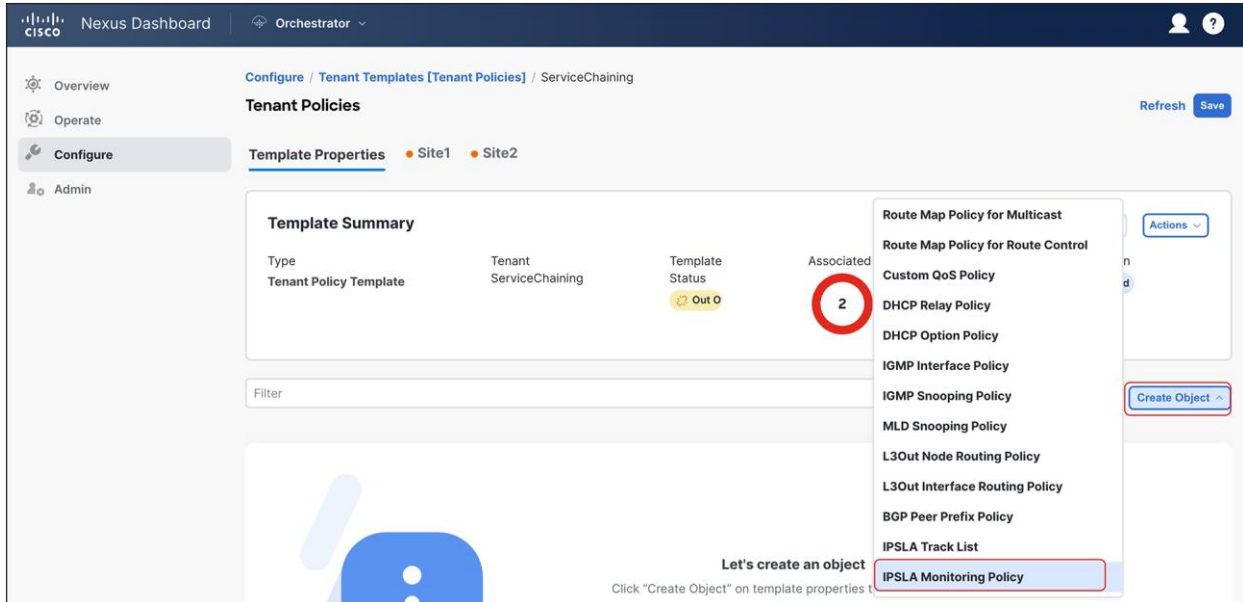 CISCO Nexus Dashboard Orchestrator ?
Overview
Operate
Configure
Admin
Configure / Tenant Templates [Tenant Policies] / ServiceChaining
Tenant Policies
Refresh Save
Template Properties Site1 Site2
Template Summary
Actions
Type
Tenant Policy Template
Tenant
ServiceChaining
Template
Status
Out O
Associated
2
n
d
Filter
Create Object
Route Map Policy for Multicast
Route Map Policy for Route Control
Custom QoS Policy
DHCP Relay Policy
DHCP Option Policy
IGMP Interface Policy
IGMP Snooping Policy
MLD Snooping Policy
L3Out Node Routing Policy
L3Out Interface Routing Policy
BGP Peer Prefix Policy
IPSLA Track List
IPSLA Monitoring Policy
Let's create an object
Click "Create Object" on template properties t